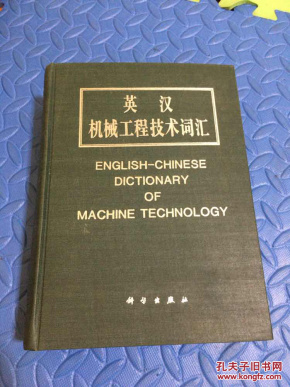 英汉
机械工程技术词汇
ENGLISH-CHINESE
DICTIONARY
OF
MACHINE TECHNOLOGY
科学出版社
孔夫子旧书网